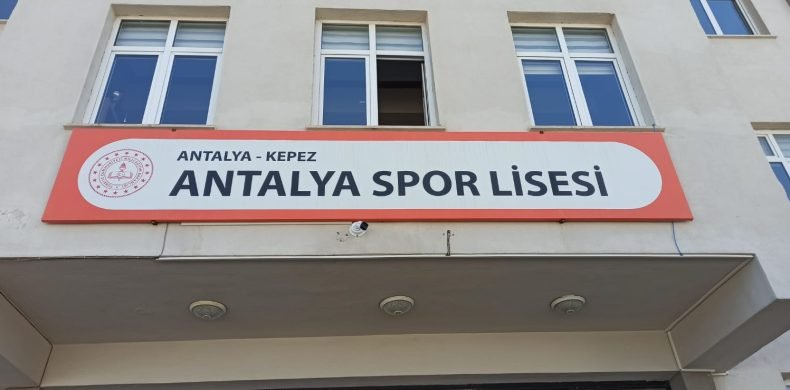 ANTALYA - KEPEZ
ANTALYA SPOR LİSESİ